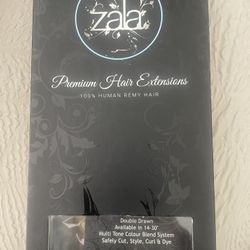 zala
Premium Hair Extensions
100% HUMAN REMY HAIR
Double Drawn
Available in 14-30"
Multi Tone Colour Blend System
Safely Cut, Style, Curl & Dye